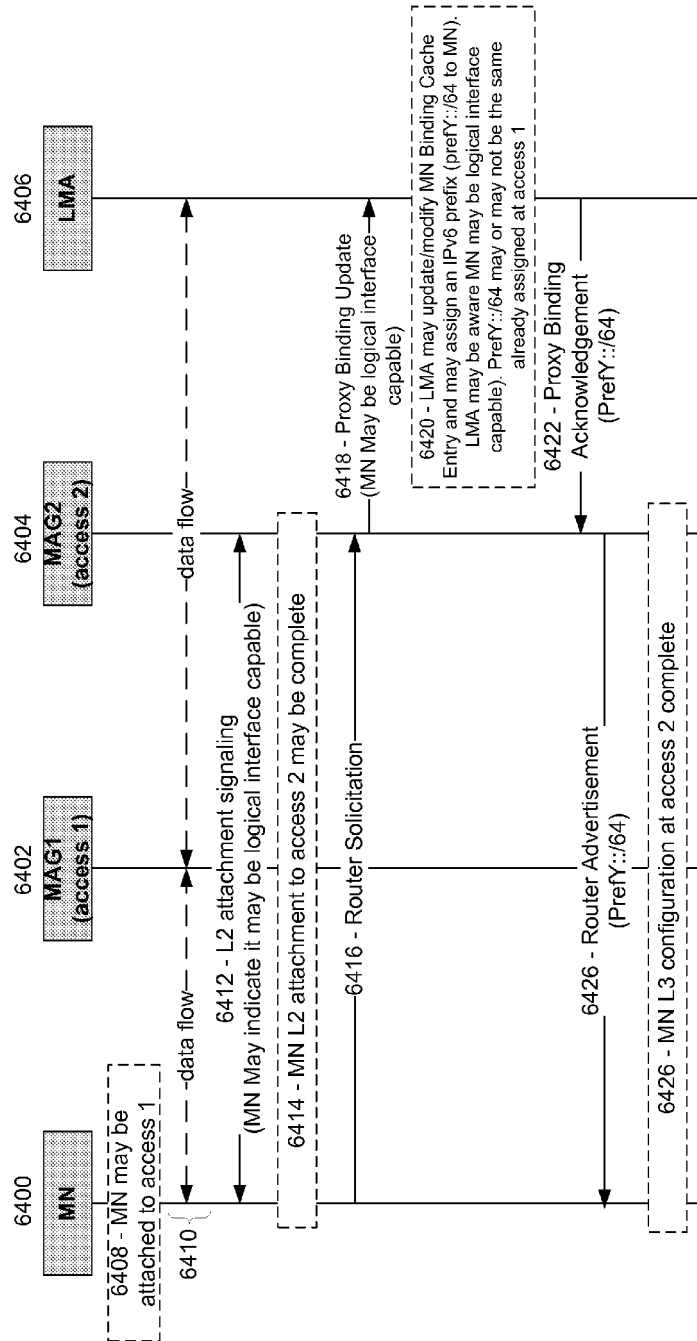 6400
MN
6402
MAG1
(access 1)
6404
MAG2
(access 2)
6406
LMA
6408 - MN may be
attached to access 1
6410
data flow
data flow
6412 - L2 attachment signaling
(MN May indicate it may be logical interface capable)
6414 - MN L2 attachment to access 2 may be complete
6416 - Router Solicitation
6418 - Proxy Binding Update
(MN May be logical interface
capable)
6420 - LMA may update/modify MN Binding Cache
Entry and may assign an IPv6 prefix (prefY::/64 to MN).
LMA may be aware MN may be logical interface
capable). PrefY::/64 may or may not be the same
already assigned at access 1
6422 - Proxy Binding
Acknowledgement
(PrefY::/64)
6426 - Router Advertisement
(PrefY::/64)
6426 - MN L3 configuration at access 2 complete